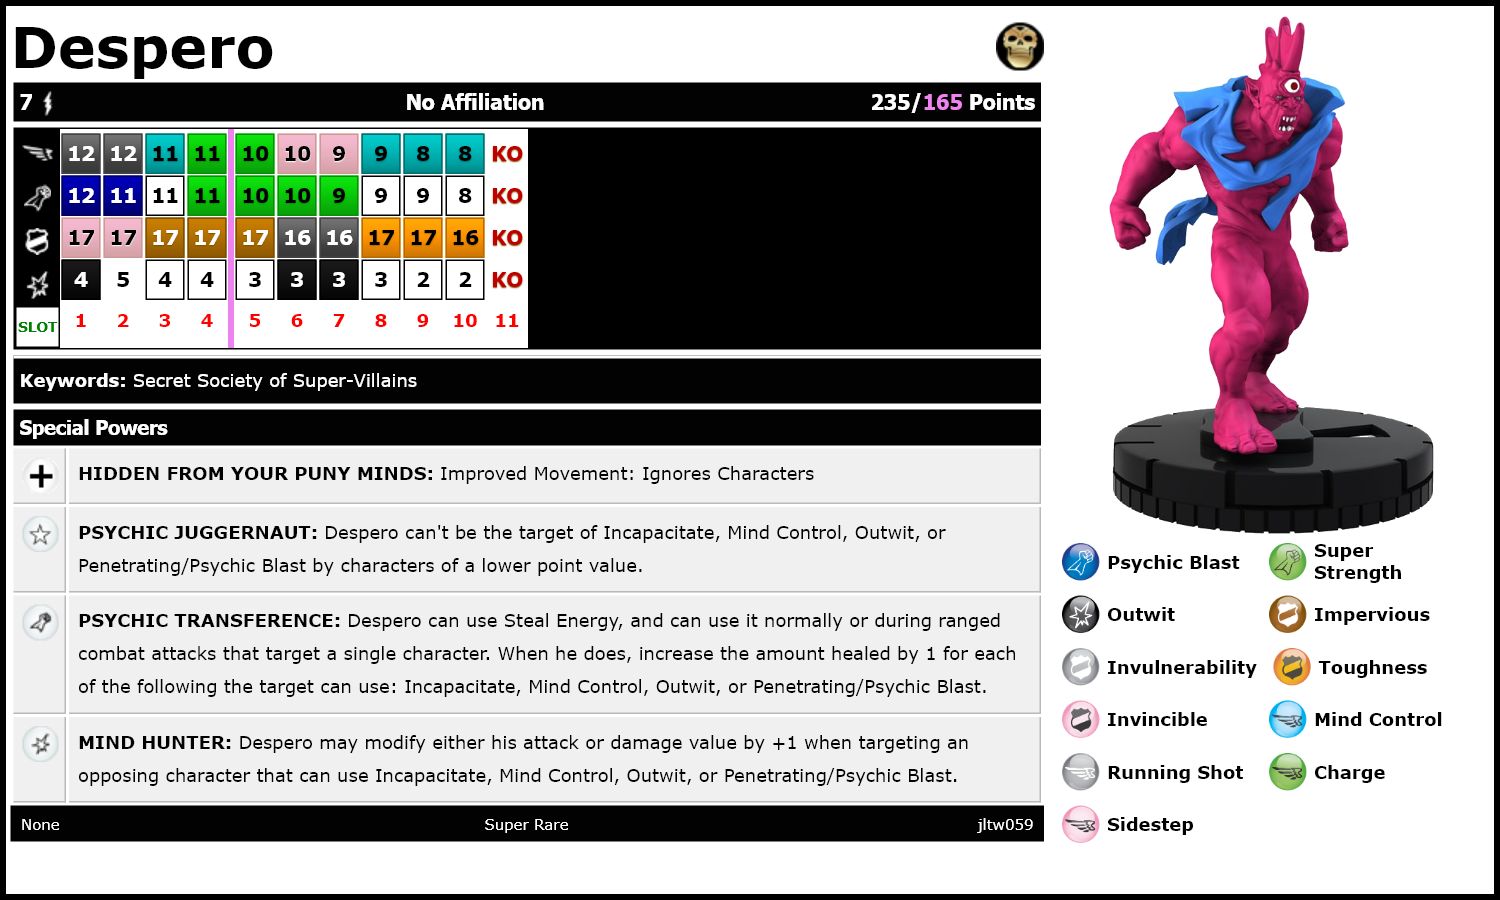 Despero
7 No Affiliation 235/165 Points
12 12 11 11 10 10 9 9 8 8 KO
12 11 11 11 10 10 9 9 9 8 KO
17 17 17 17 17 16 16 17 17 16 KO
4 5 4 4 3 3 3 3 2 2 KO
SLOT 1 2 3 4 5 6 7 8 9 10 11
Keywords: Secret Society of Super-Villains
Special Powers
HIDDEN FROM YOUR PUNY MINDS: Improved Movement: Ignores Characters
PSYCHIC JUGGERNAUT: Despero can't be the target of Incapacitate, Mind Control, Outwit, or
Penetrating/Psychic Blast by characters of a lower point value.
PSYCHIC TRANSFERENCE: Despero can use Steal Energy, and can use it normally or during ranged
combat attacks that target a single character. When he does, increase the amount healed by 1 for each
of the following the target can use: Incapacitate, Mind Control, Outwit, or Penetrating/Psychic Blast.
MIND HUNTER: Despero may modify either his attack or damage value by +1 when targeting an
opposing character that can use Incapacitate, Mind Control, Outwit, or Penetrating/Psychic Blast.
None Super Rare jltw059
Psychic Blast
Super
Strength
Outwit
Impervious
Invulnerability
Toughness
Invincible
Mind Control
Running Shot
Charge
Sidestep